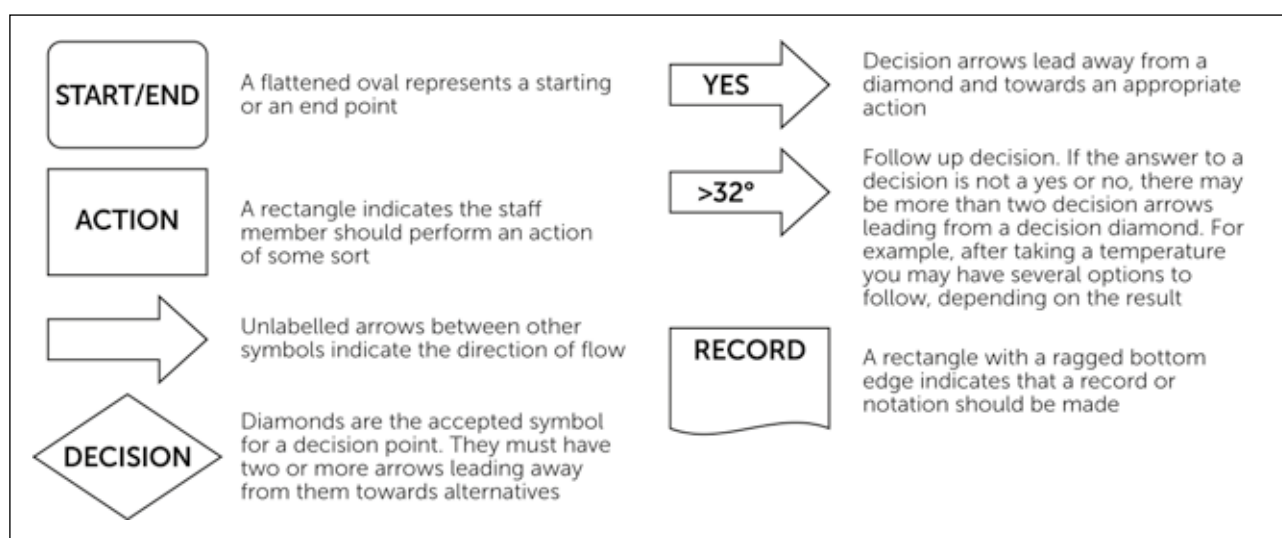 START/END
A flattened oval represents a starting
or an end point
ACTION
A rectangle indicates the staff
member should perform an action
of some sort
Unlabelled arrows between other
symbols indicate the direction of flow
DECISION
Diamonds are the accepted symbol
for a decision point. They must have
two or more arrows leading away
from them towards alternatives
YES
Decision arrows lead away from a
diamond and towards an appropriate
action
>32°
Follow up decision. If the answer to a
decision is not a yes or no, there may
be more than two decision arrows
leading from a decision diamond. For
example, after taking a temperature
you may have several options to
follow, depending on the result
RECORD
A rectangle with a ragged bottom
edge indicates that a record or
notation should be made